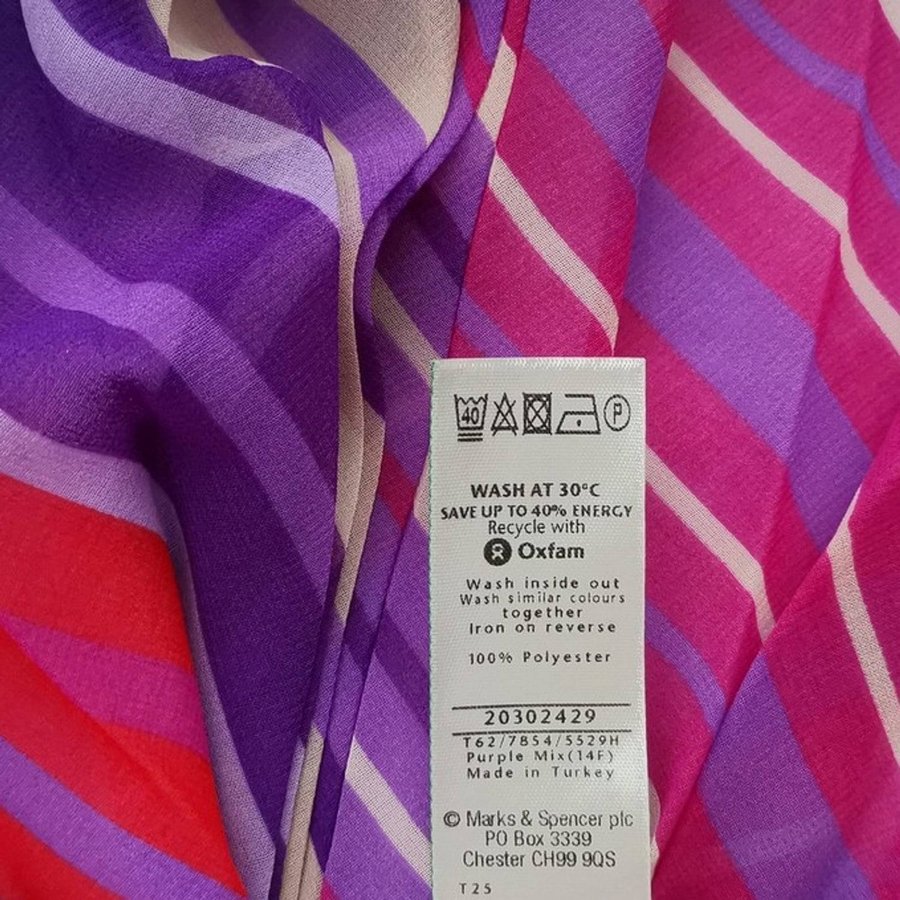 40 P
WASH AT 30°C
SAVE UP TO 40% ENERGY
Recycle with
Oxfam
Wash inside out
Wash similar colours
together
Iron on reverse
100% Polyester
20302429
T62/7854/5529H
Purple Mix(14F)
Made in Turkey
© Marks & Spencer plc
PO Box 3339
Chester CH99 9QS
T25